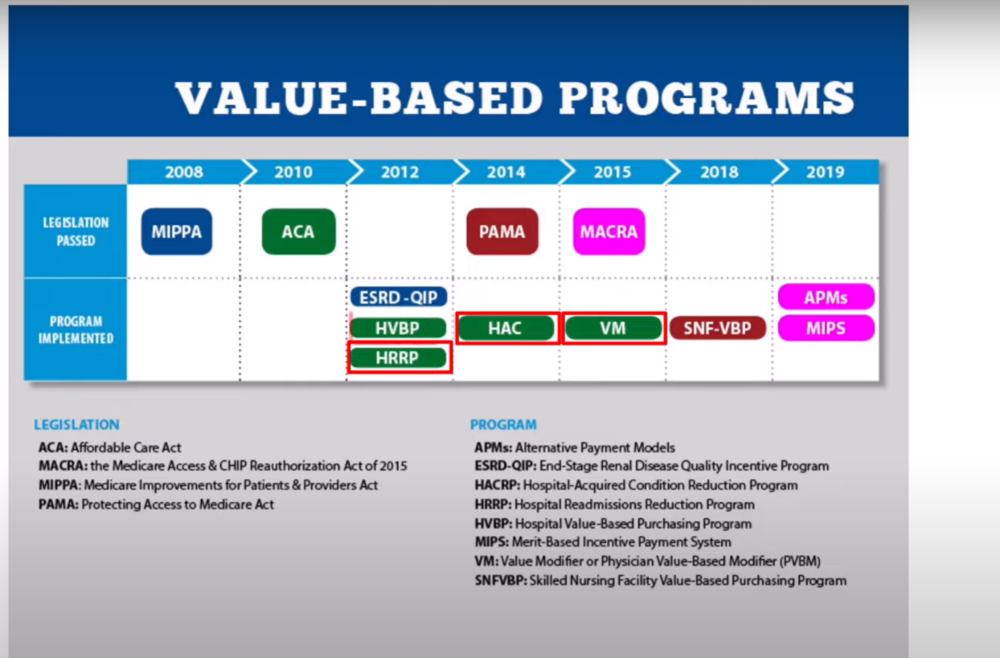 VALUE-BASED PROGRAMS
2008 2010 2012 2014 2015 2018 2019
LEGISLATION
PASSED
MIPPA ACA PAMA MACRA
PROGRAM
IMPLEMENTED
ESRD-QIP APMs
HVBP HAC VM SNF-VBP MIPS
HRRP
LEGISLATION
ACA: Affordable Care Act
MACRA: the Medicare Access & CHIP Reauthorization Act of 2015
MIPPA: Medicare Improvements for Patients & Providers Act
PAMA: Protecting Access to Medicare Act
PROGRAM
APMs: Alternative Payment Models
ESRD-QIP: End-Stage Renal Disease Quality Incentive Program
HACRP: Hospital-Acquired Condition Reduction Program
HRRP: Hospital Readmissions Reduction Program
HVBP: Hospital Value-Based Purchasing Program
MIPS: Merit-Based Incentive Payment System
VM: Value Modifier or Physician Value-Based Modifier (PVBM)
SNFVBP: Skilled Nursing Facility Value-Based Purchasing Program